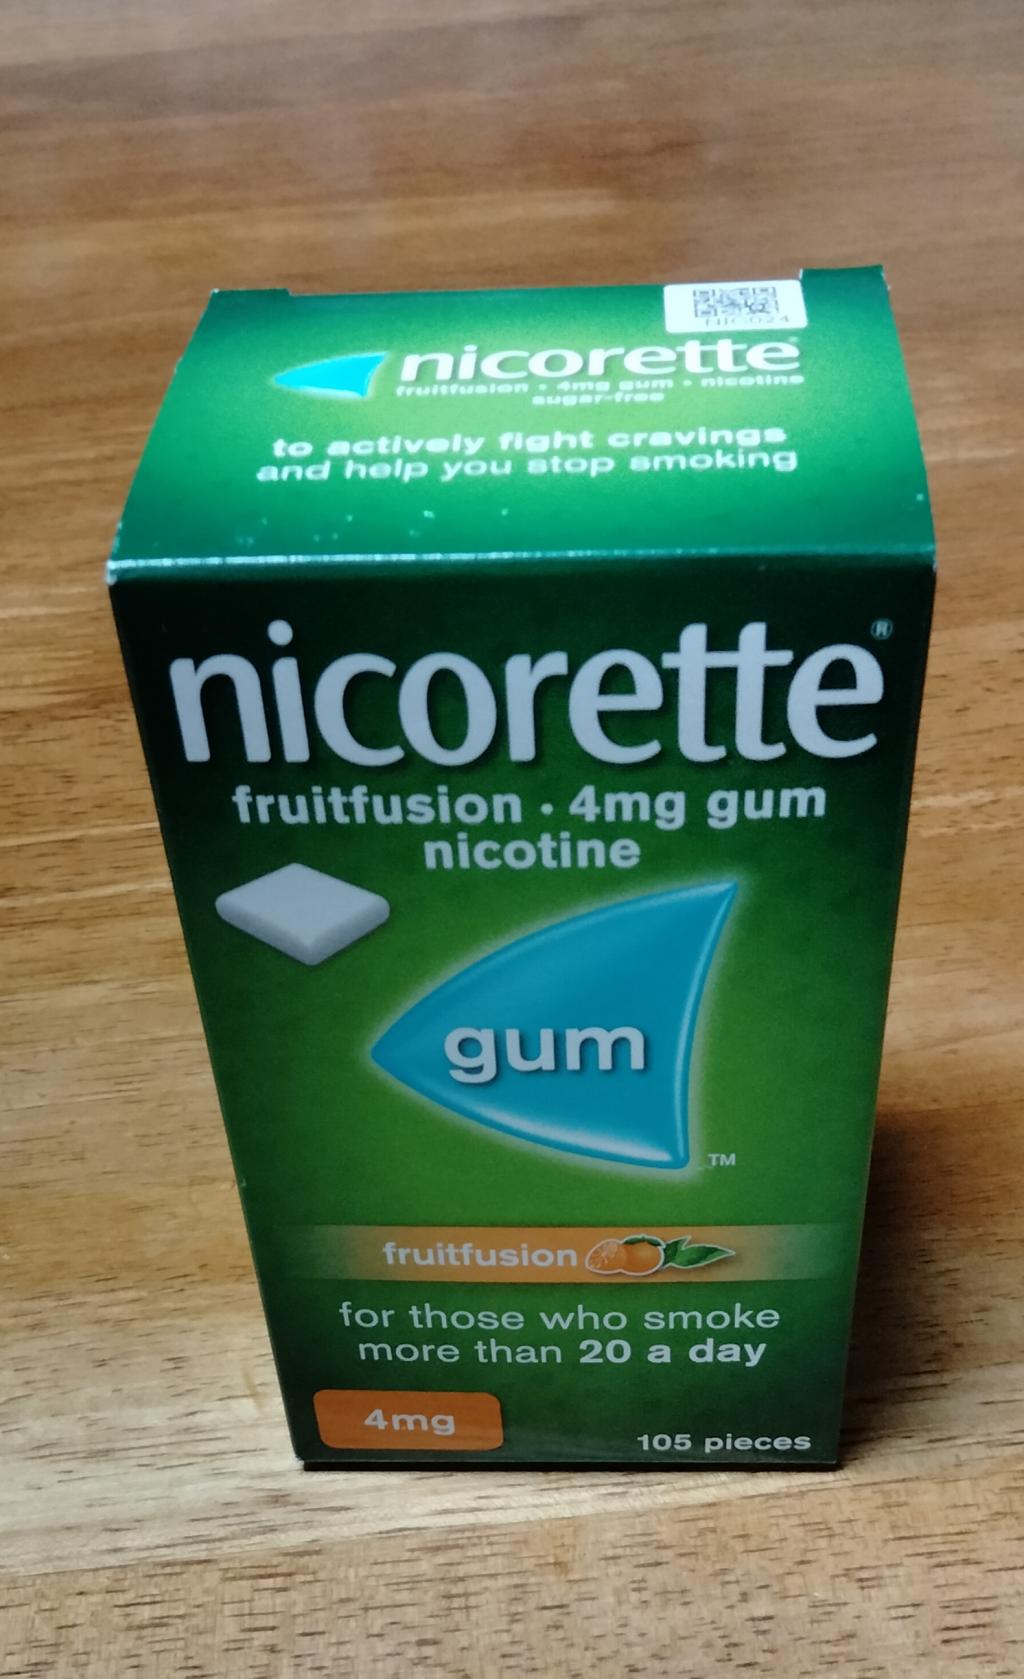 NIC024
nicorette
fruitfusion • 4mg gum • nicotine
sugar-free
to actively fight cravings
and help you stop smoking
nicorette®
fruitfusion • 4mg gum
nicotine
gum
TM
fruitfusion
for those who smoke
more than 20 a day
4mg
105 pieces